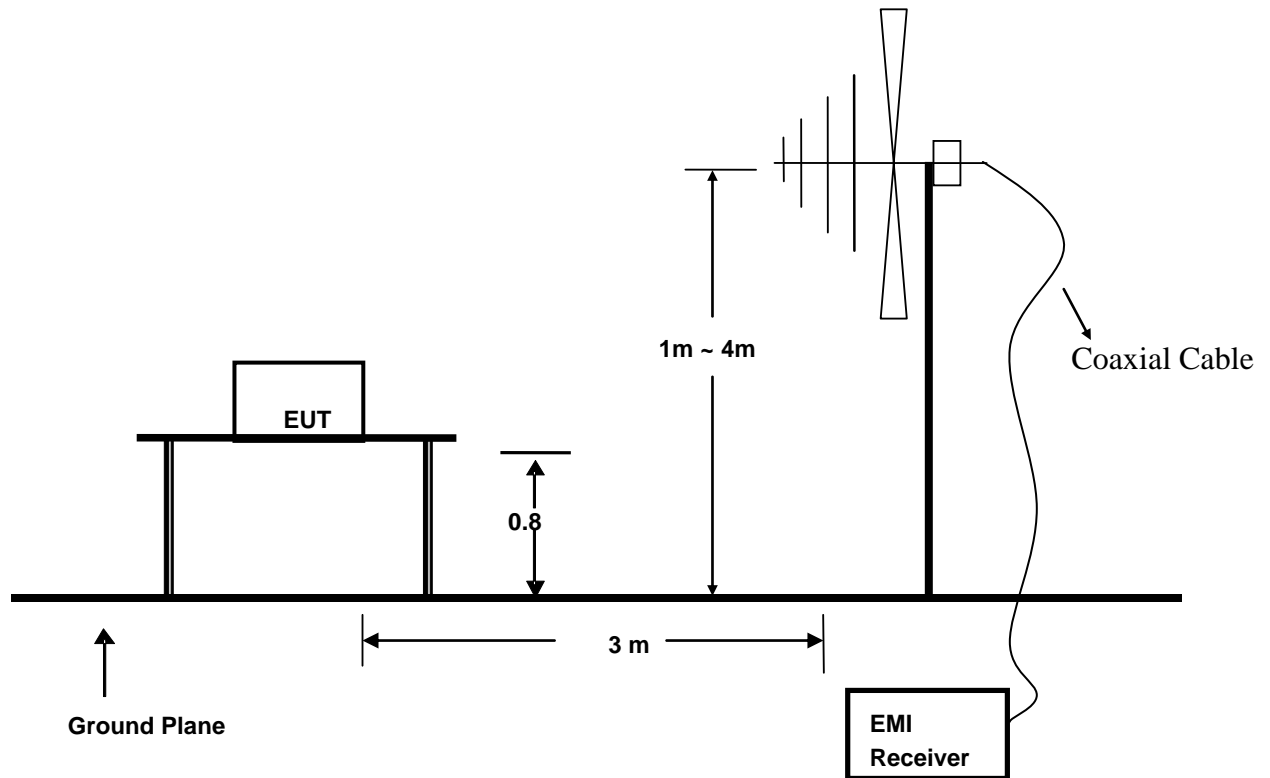 1m ~ 4m
Coaxial Cable
EUT
0.8
3 m
Ground Plane
EMI
Receiver